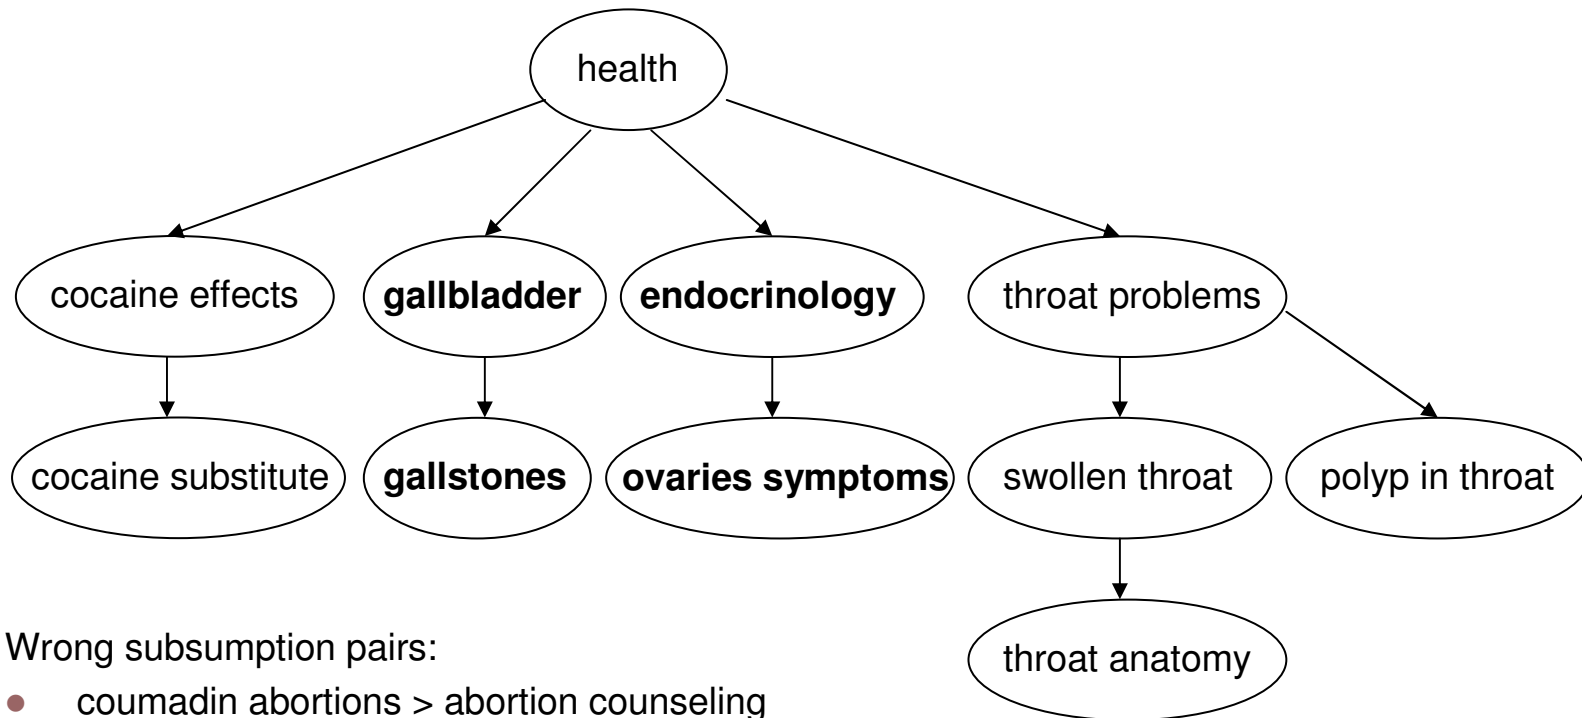 health
cocaine effects
gallbladder
endocrinology
throat problems
cocaine substitute
gallstones
ovaries symptoms
swollen throat
polyp in throat
throat anatomy
Wrong subsumption pairs:
● coumadin abortions > abortion counseling